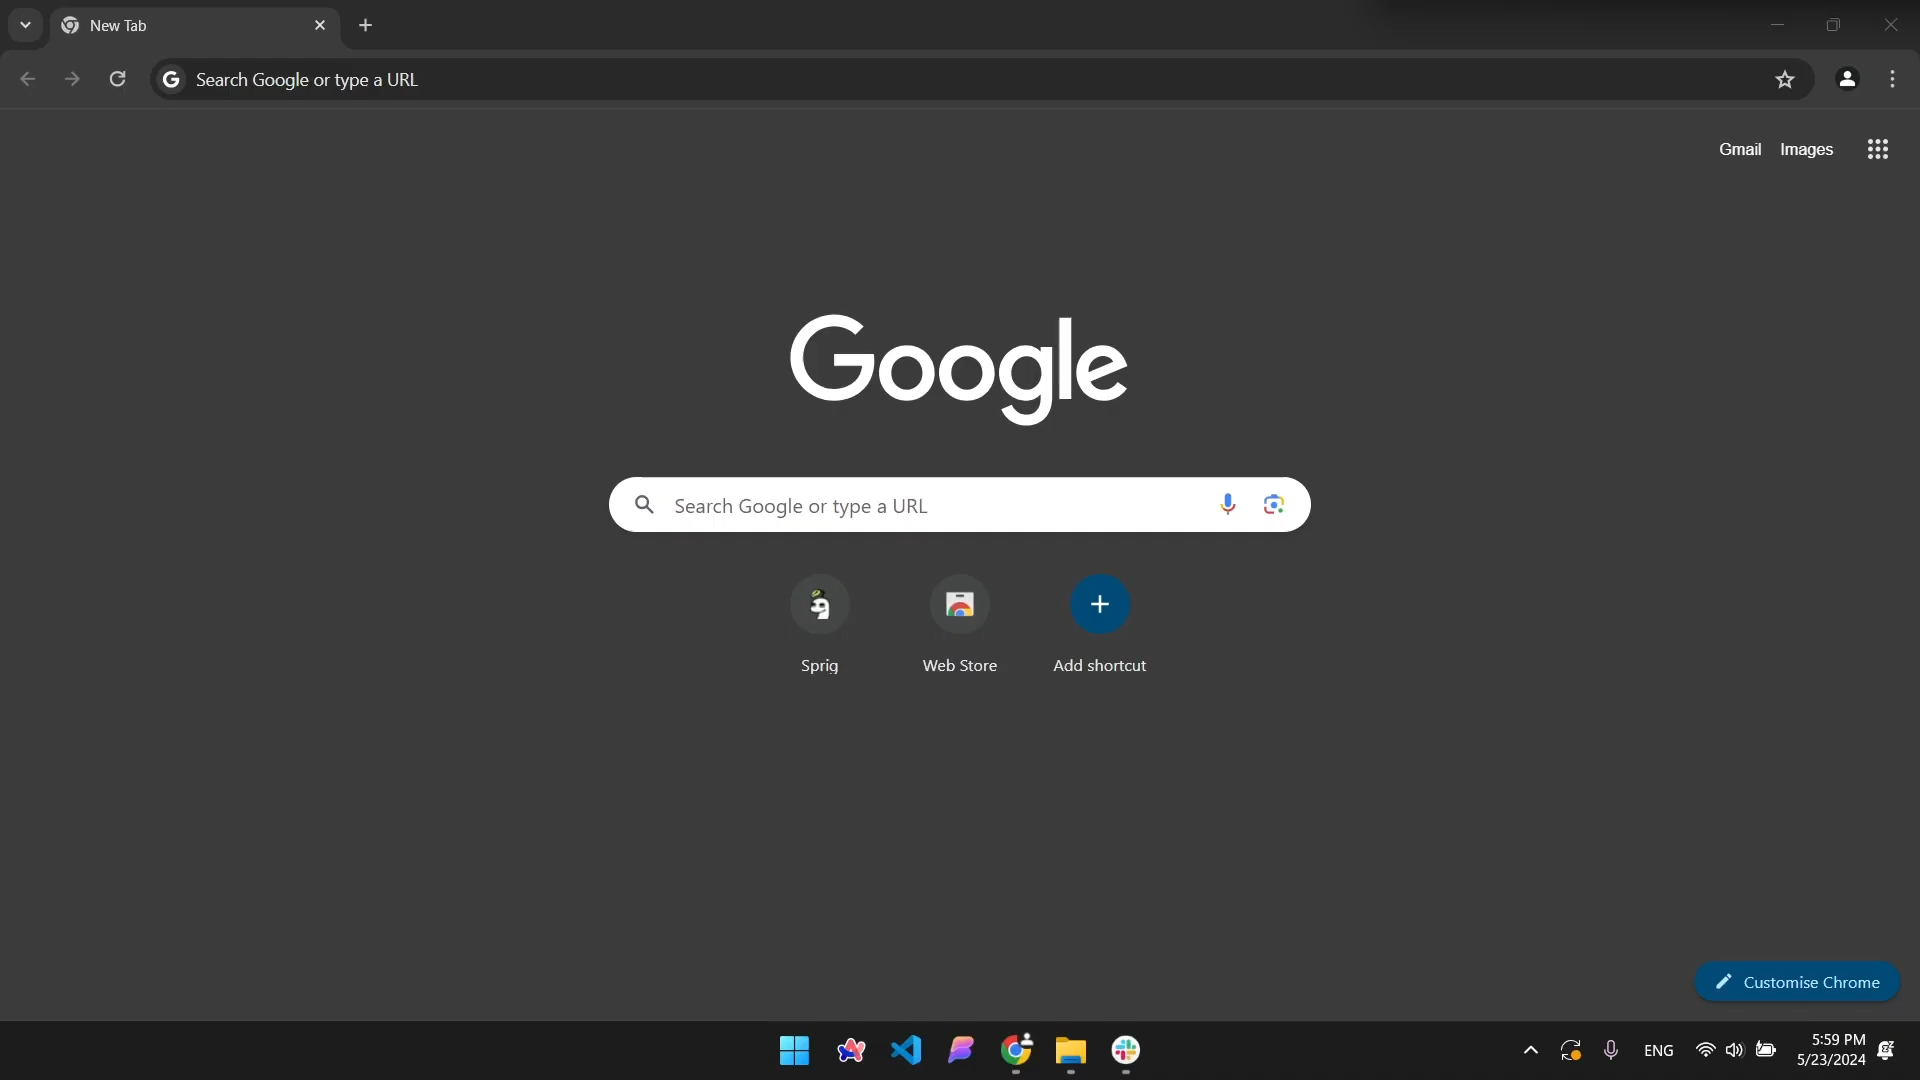 New Tab
Search Google or type a URL
Gmail Images
Google
Search Google or type a URL
Sprig Web Store Add shortcut
Customise Chrome
ENG
5:59 PM
5/23/2024